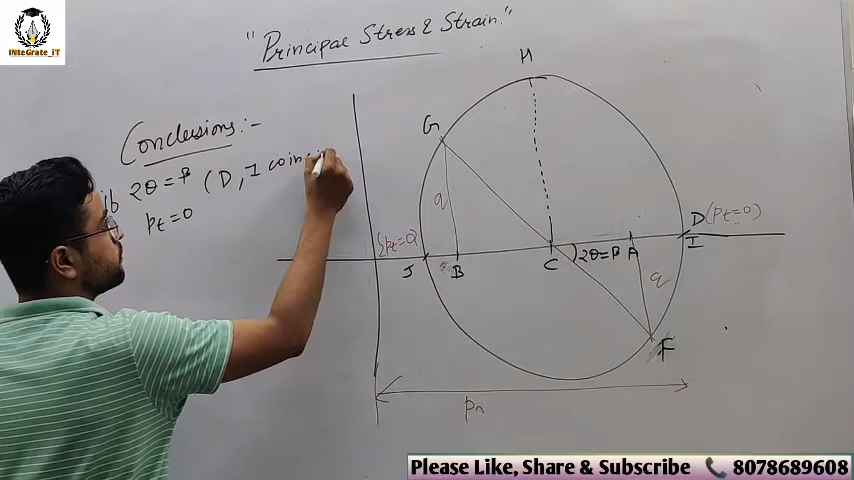 INteGrate_iT
"Principal Stress & Strain."
Conclusions:-
if 2θ=β (D, I coin
pt=0
H
G
q
D(pt=0)
{pt=0}
J
B
C
2θ=β
A
I
q
F
pn
Please Like, Share & Subscribe 📞 8078689608